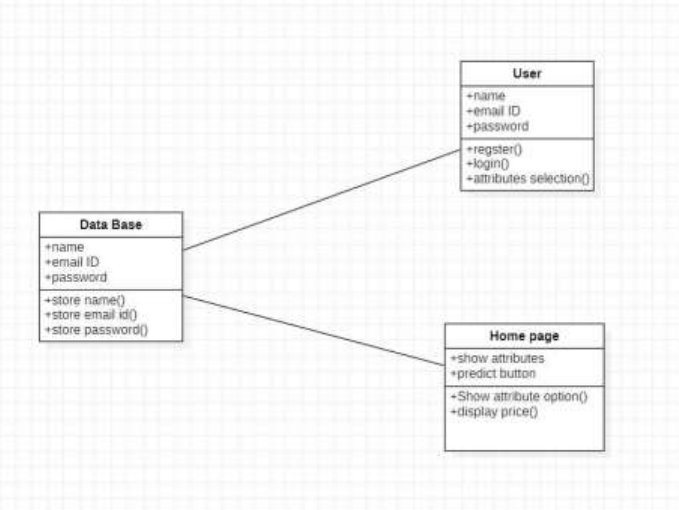 User
+name
+email ID
+password
+regster()
+login()
+attributes selection()
Data Base
+name
+email ID
+password
+store name()
+store email id()
+store password()
Home page
+show attributes
+predict button
+Show attribute option()
+display price()